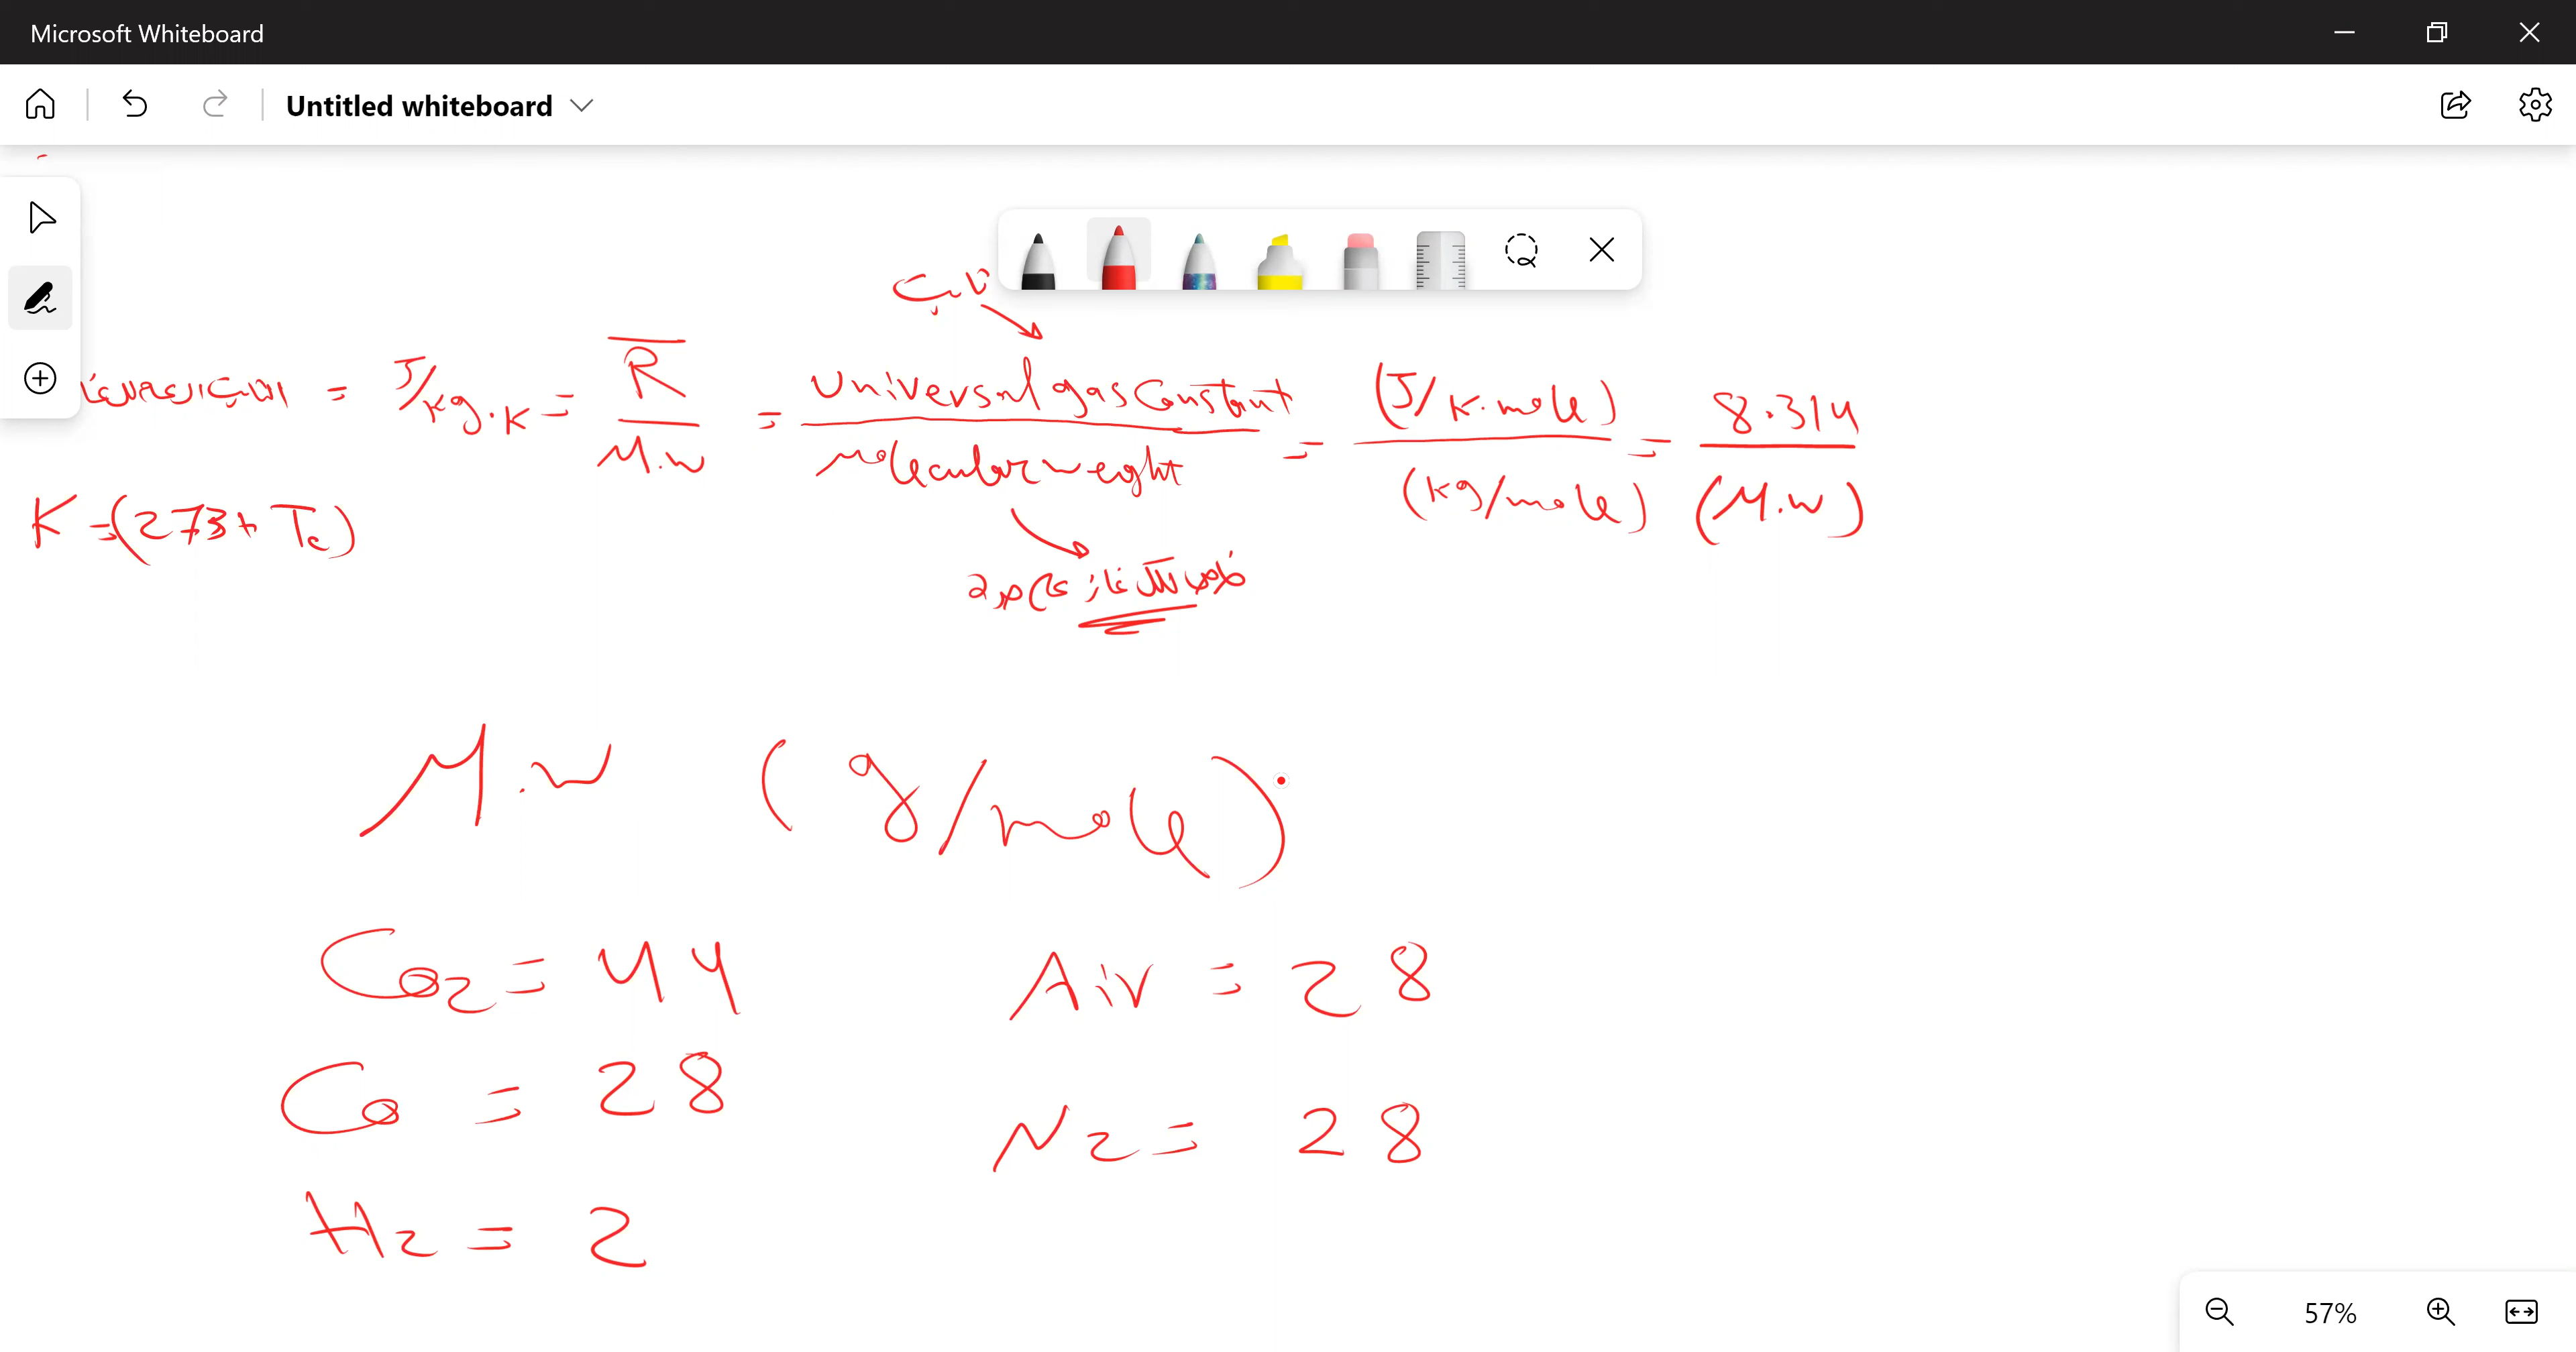 Microsoft Whiteboard
Untitled whiteboard
ثابت
= J/kg.K = R̅/M.W = Universal gas Constant/molecular weight = (J/K.mole)/(kg/mole) = 8.314/(M.W)
K = (273 + Tc)
M.W (g/mole)
Co2 = 44
Air = 28
Co = 28
N2 = 28
H2 = 2
57%